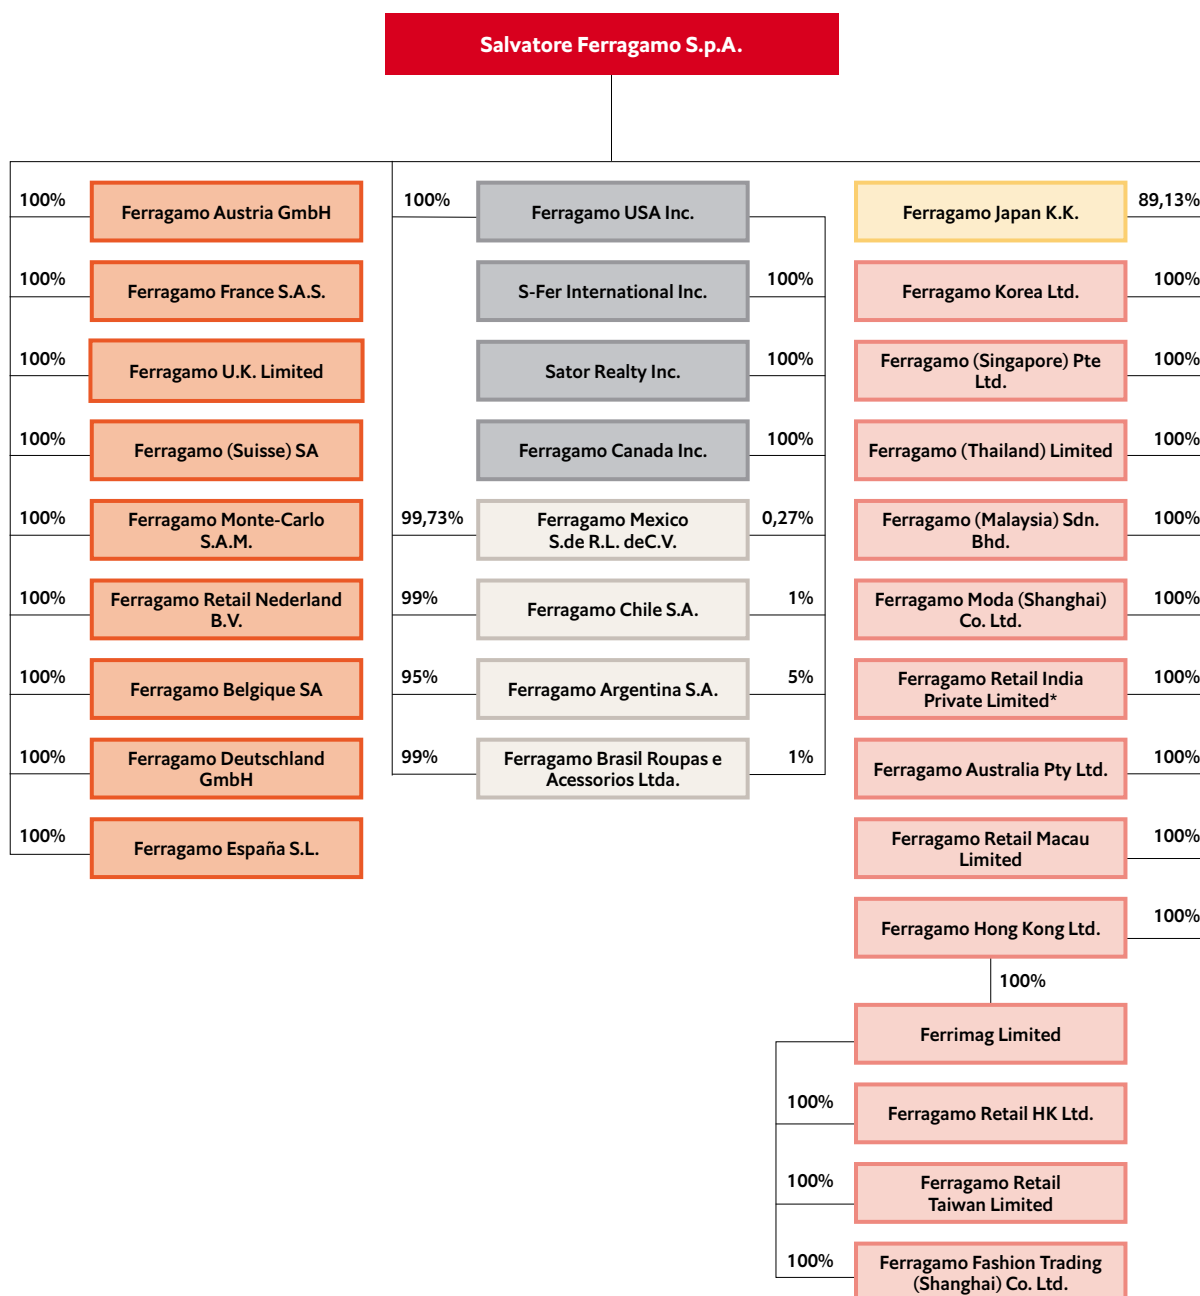 Salvatore Ferragamo S.p.A.
100%
Ferragamo Austria GmbH
100%
Ferragamo France S.A.S.
100%
Ferragamo U.K. Limited
100%
Ferragamo (Suisse) SA
100%
Ferragamo Monte-Carlo
S.A.M.
100%
Ferragamo Retail Nederland
B.V.
100%
Ferragamo Belgique SA
100%
Ferragamo Deutschland
GmbH
100%
Ferragamo España S.L.
100%
Ferragamo USA Inc.
S-Fer International Inc.
100%
Sator Realty Inc.
100%
Ferragamo Canada Inc.
100%
99,73%
Ferragamo Mexico
S.de R.L. deC.V.
0,27%
99%
Ferragamo Chile S.A.
1%
95%
Ferragamo Argentina S.A.
5%
99%
Ferragamo Brasil Roupas e
Acessorios Ltda.
1%
Ferragamo Japan K.K.
89,13%
Ferragamo Korea Ltd.
100%
Ferragamo (Singapore) Pte
Ltd.
100%
Ferragamo (Thailand) Limited
100%
Ferragamo (Malaysia) Sdn.
Bhd.
100%
Ferragamo Moda (Shanghai)
Co. Ltd.
100%
Ferragamo Retail India
Private Limited*
100%
Ferragamo Australia Pty Ltd.
100%
Ferragamo Retail Macau
Limited
100%
Ferragamo Hong Kong Ltd.
100%
100%
Ferrimag Limited
100%
Ferragamo Retail HK Ltd.
100%
Ferragamo Retail
Taiwan Limited
100%
Ferragamo Fashion Trading
(Shanghai) Co. Ltd.